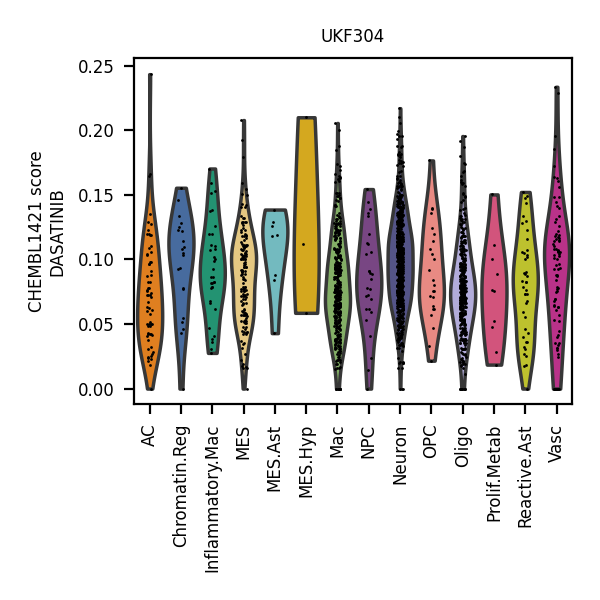 UKF304
CHEMBL1421 score
DASATINIB
0.25
0.20
0.15
0.10
0.05
0.00
AC
Chromatin.Reg
Inflammatory.Mac
MES
MES.Ast
MES.Hyp
Mac
NPC
Neuron
OPC
Oligo
Prolif.Metab
Reactive.Ast
Vasc